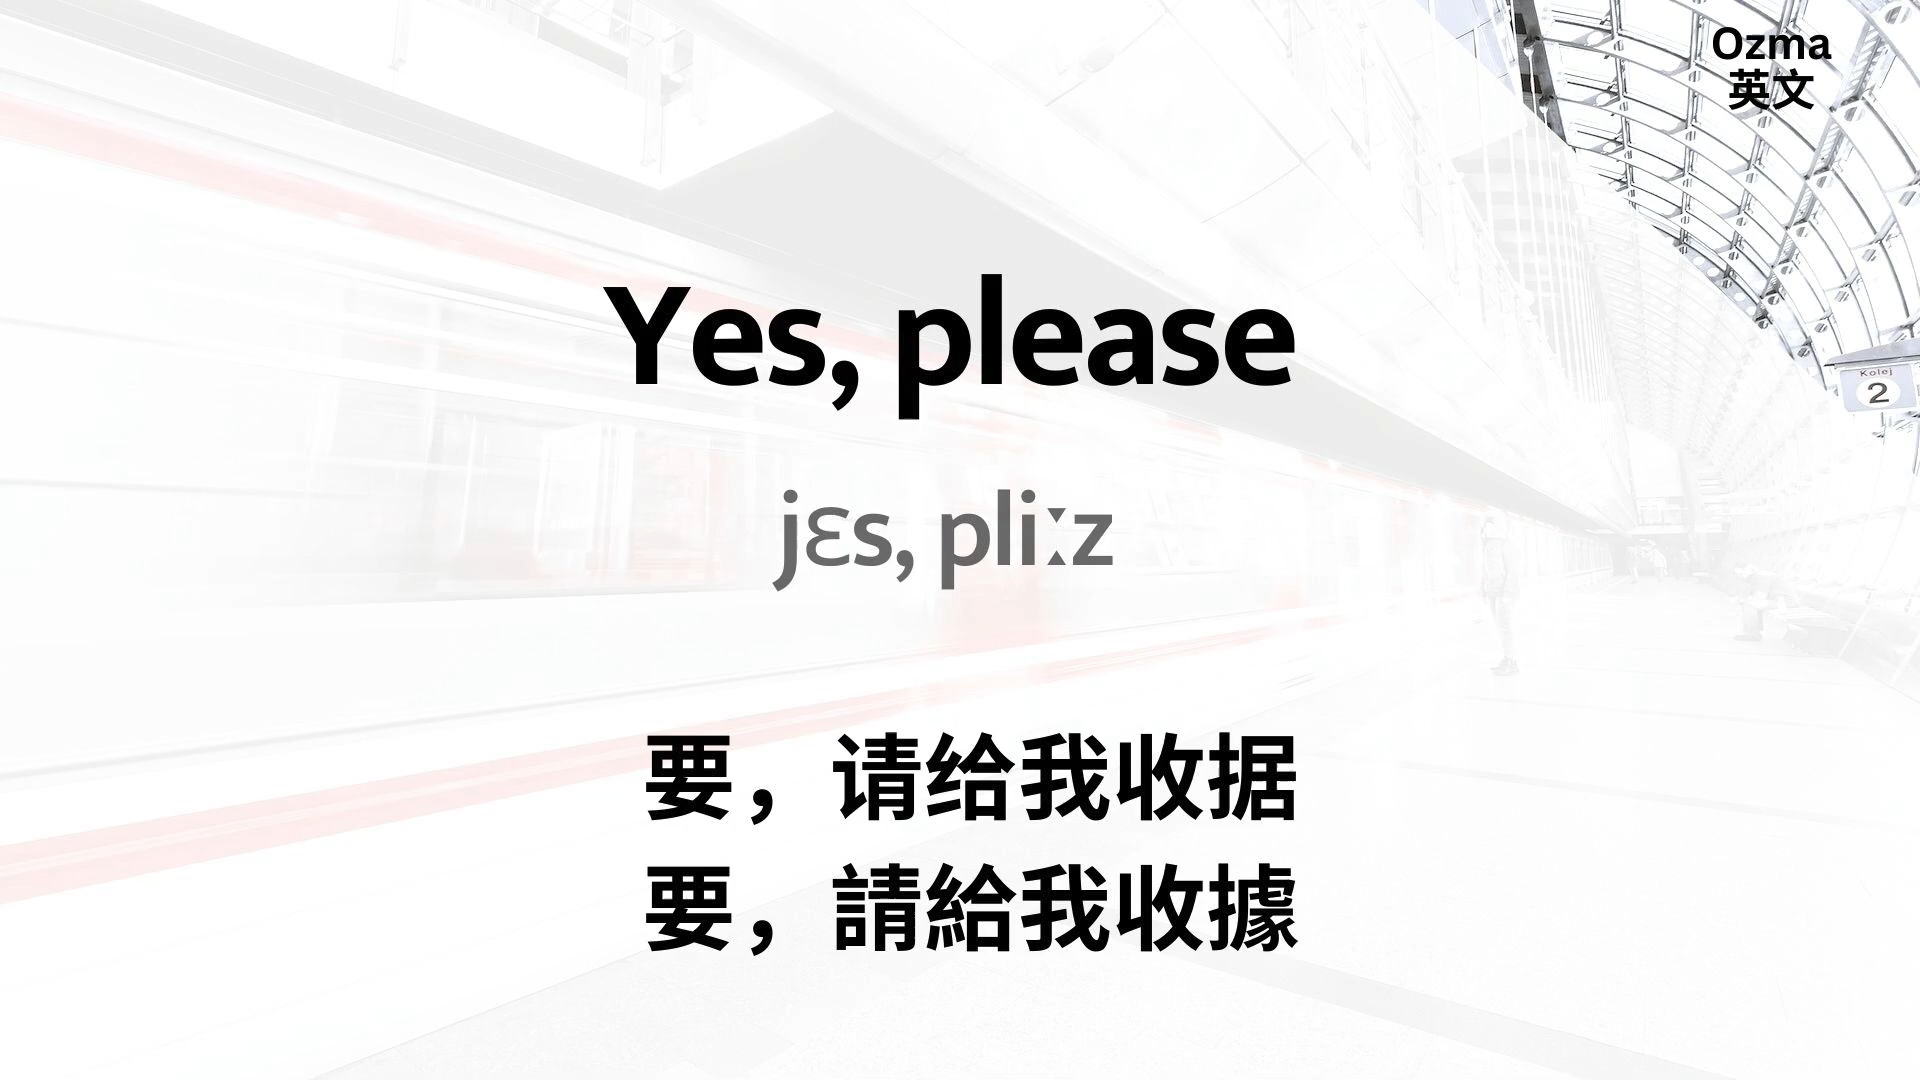 Ozma
英文
Kolej
2
Yes, please
jɛs, pliːz
要，请给我收据
要，請給我收據